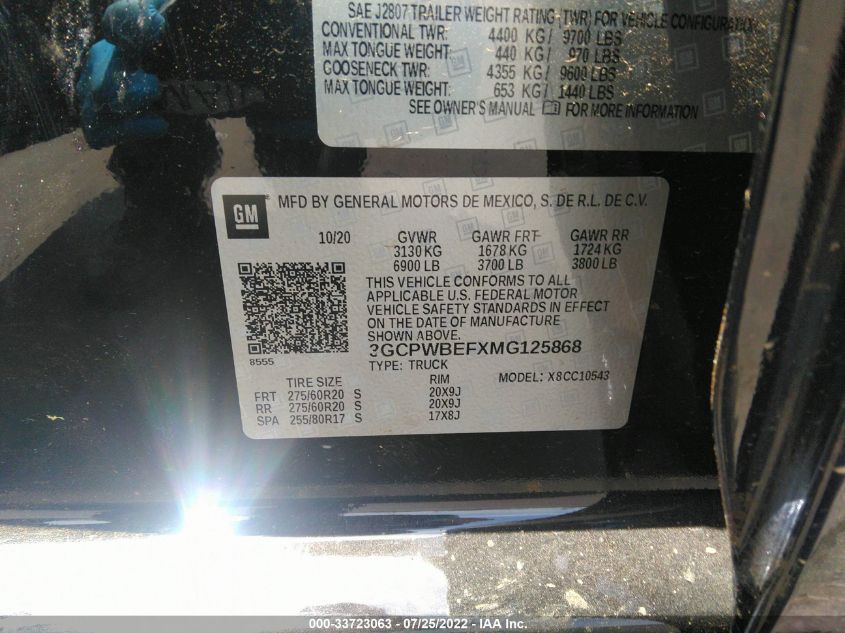 SAE J2807 TRAILER WEIGHT RATING (TWR) FOR VEHICLE CONFIGURATION
CONVENTIONAL TWR: 4400 KG/ 9700 LBS
MAX TONGUE WEIGHT: 440 KG/ 970 LBS
GOOSENECK TWR: 4355 KG/ 9600 LBS
MAX TONGUE WEIGHT: 653 KG/ 1440 LBS
SEE OWNER'S MANUAL FOR MORE INFORMATION
GM MFD BY GENERAL MOTORS DE MEXICO, S. DE R.L. DE C.V.
10/20 GVWR GAWR FRT GAWR RR
3130 KG 1678 KG 1724 KG
6900 LB 3700 LB 3800 LB
THIS VEHICLE CONFORMS TO ALL
APPLICABLE U.S. FEDERAL MOTOR
VEHICLE SAFETY STANDARDS IN EFFECT
ON THE DATE OF MANUFACTURE
SHOWN ABOVE.
8555 3GCPWBEFXMG125868
TYPE: TRUCK MODEL: X8CC10543
TIRE SIZE RIM
FRT 275/60R20 S 20X9J
RR 275/60R20 S 20X9J
SPA 255/80R17 S 17X8J
000-33723063 - 07/25/2022 - COPYRIGHT © IAA, LLC.